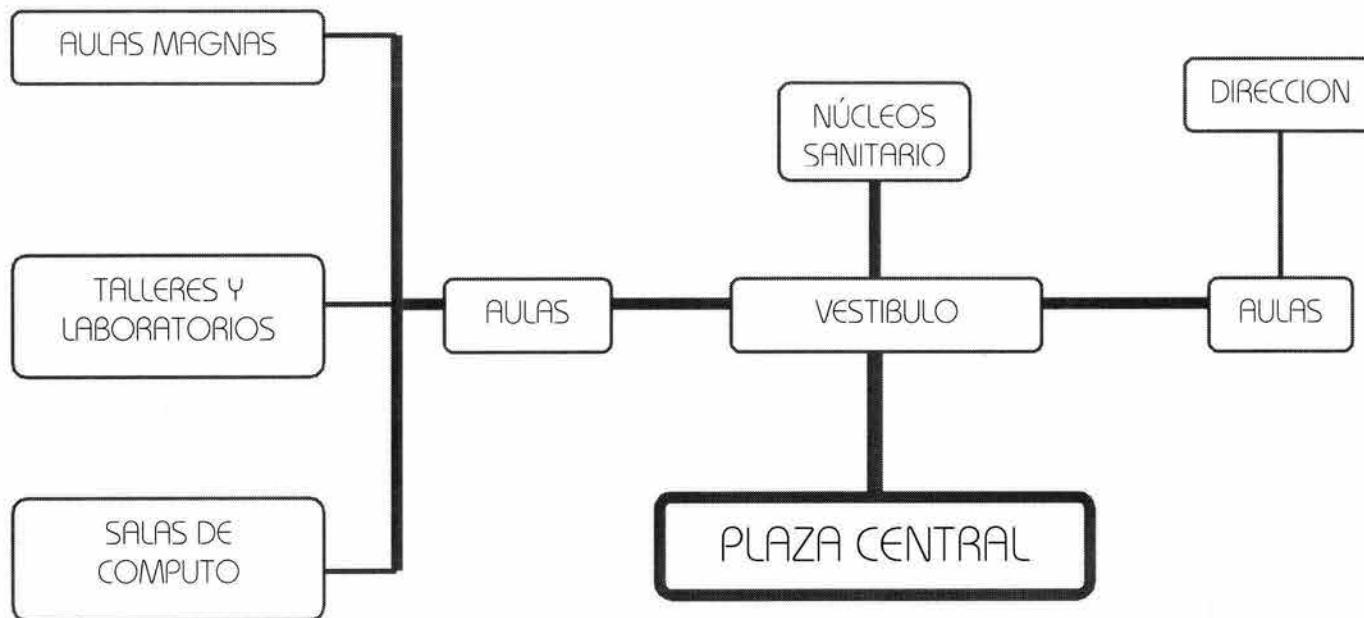 AULAS MAGNAS
DIRECCION
NÚCLEOS
SANITARIO
TALLERES Y
LABORATORIOS
AULAS
VESTIBULO
AULAS
SALAS DE
COMPUTO
PLAZA CENTRAL